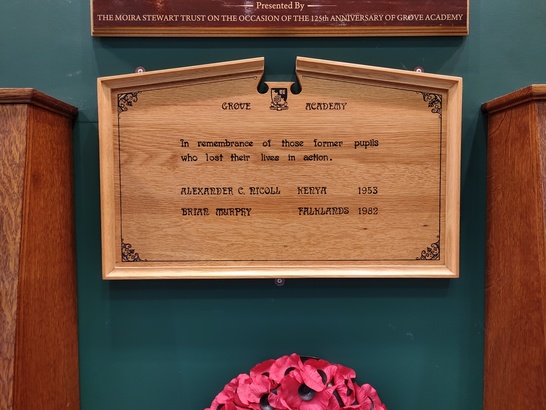 Presented By
THE MOIRA STEWART TRUST ON THE OCCASION OF THE 125th ANNIVERSARY OF GROVE ACADEMY
GROVE ACADEMY
In remembrance of those former pupils
who lost their lives in action.
ALEXANDER C. NICOLL KENYA 1953
BRIAN MURPHY FALKLANDS 1982